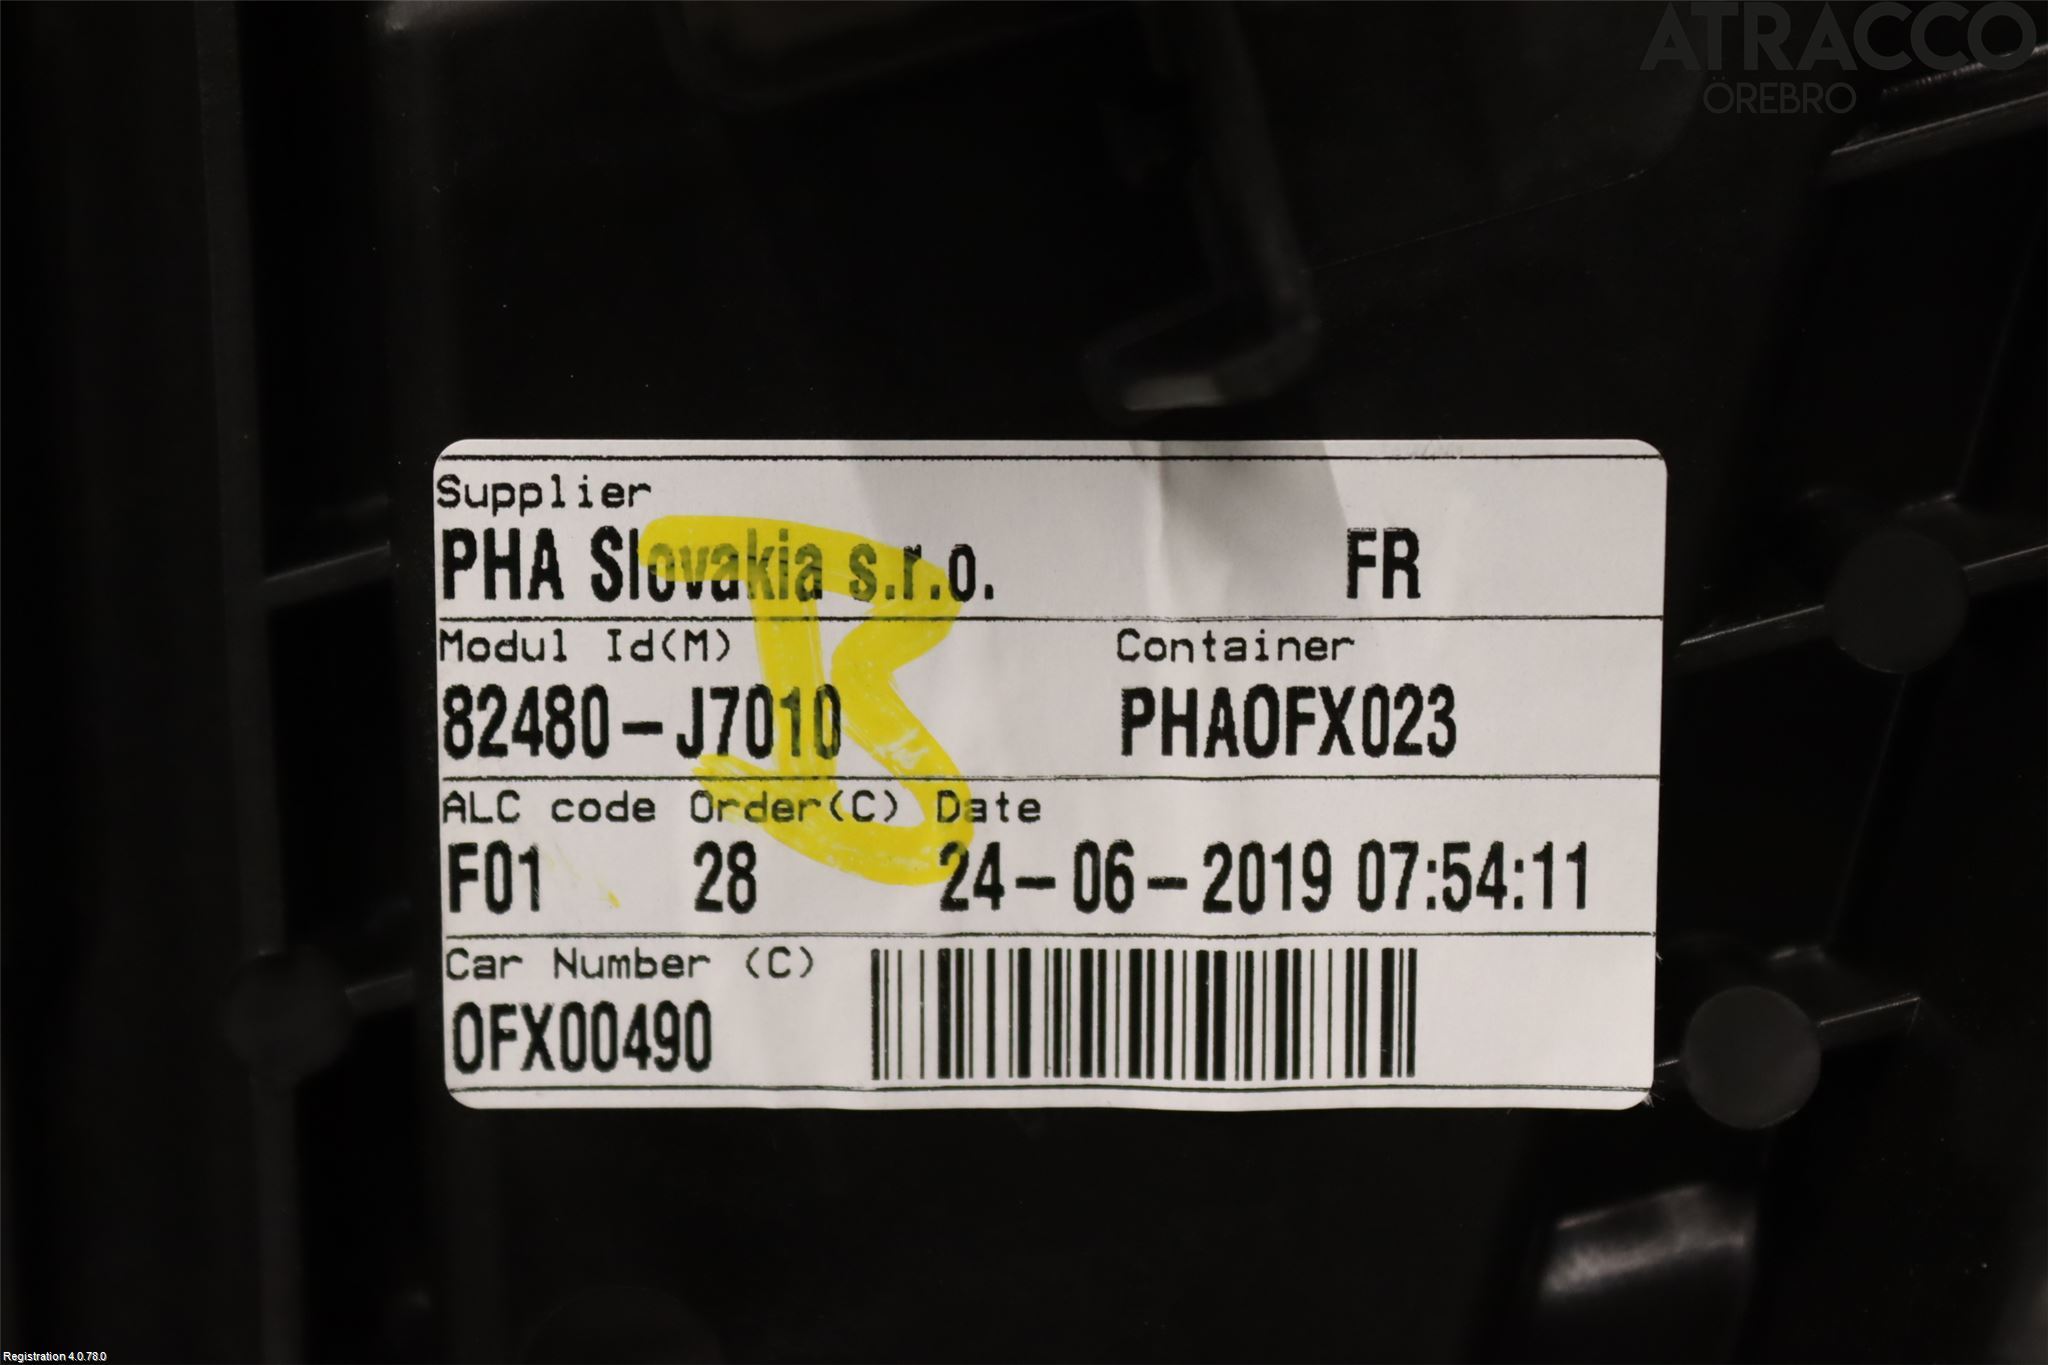 ATRACCO
ÖREBRO
Supplier
PHA Slovakia s.r.o. FR
Modul Id(M) Container
82480-J7010 PHA0FX023
ALC code Order(C) Date
F01 28 24-06-2019 07:54:11
Car Number (C)
0FX00490
B
Registration 4.0.78.0